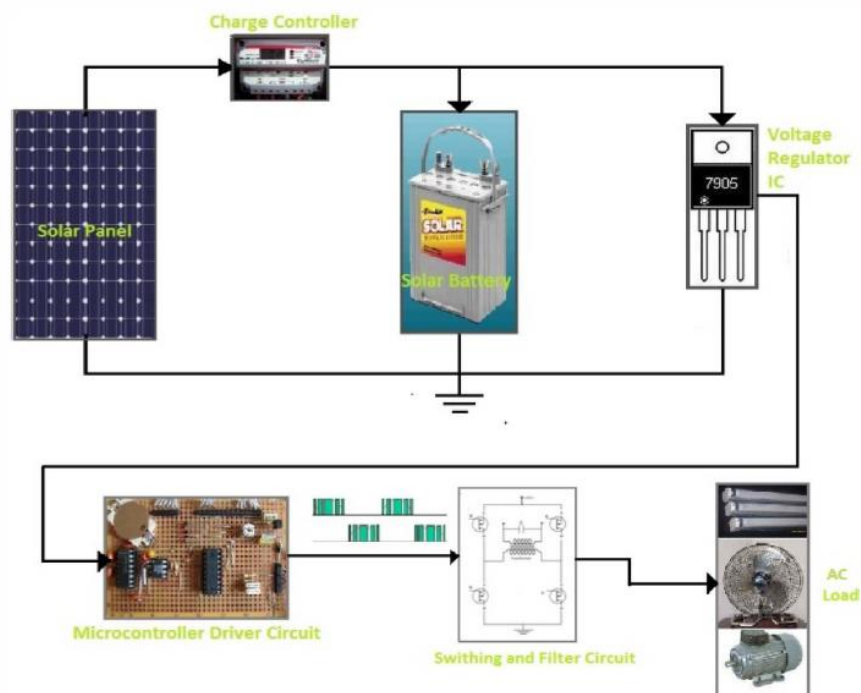 Charge Controller
Solar Panel
SOLAR
Solar Battery
7905
Voltage
Regulator
IC
Microcontroller Driver Circuit
Swithing and Filter Circuit
AC
Load